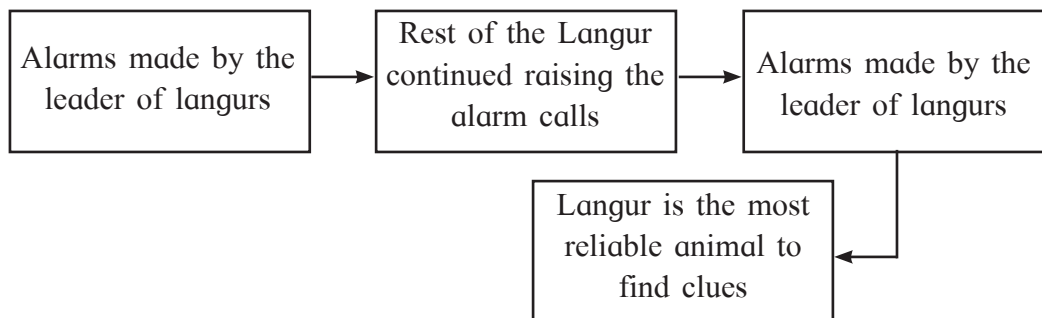 Alarms made by the
leader of langurs
Rest of the Langur
continued raising the
alarm calls
Alarms made by the
leader of langurs
Langur is the most
reliable animal to
find clues